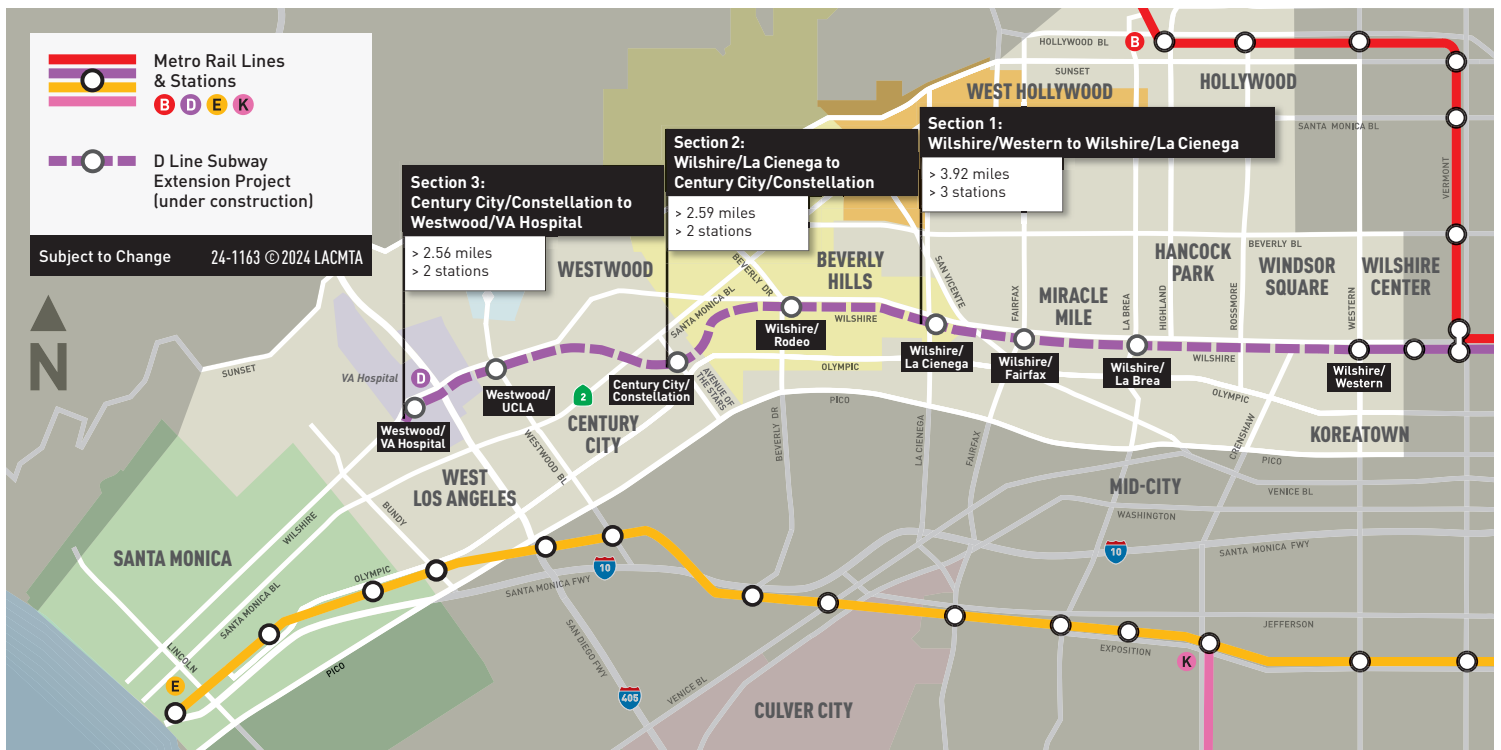 Metro Rail Lines
& Stations
B D E K
D Line Subway
Extension Project
(under construction)
Subject to Change 24-1163 © 2024 LACMTA
N
Section 3:
Century City/Constellation to
Westwood/VA Hospital
> 2.56 miles
> 2 stations
Section 2:
Wilshire/La Cienega to
Century City/Constellation
> 2.59 miles
> 2 stations
Section 1:
Wilshire/Western to Wilshire/La Cienega
> 3.92 miles
> 3 stations
HOLLYWOOD BL
B
SUNSET
HOLLYWOOD
WEST HOLLYWOOD
SANTA MONICA BL
VERMONT
WESTWOOD
BEVERLY DR
BEVERLY
HILLS
SAN VICENTE
FAIRFAX
MIRACLE
MILE
LA BREA
HIGHLAND
HANCOCK
PARK
ROSSMORE
BEVERLY BL
WINDSOR
SQUARE
WESTERN
WILSHIRE
CENTER
SANTA MONICA BL
WILSHIRE
WILSHIRE
SUNSET
VA Hospital
D
Westwood/
VA Hospital
Westwood/
UCLA
Century City/
Constellation
Wilshire/
Rodeo
Wilshire/
La Cienega
Wilshire/
Fairfax
Wilshire/
La Brea
Wilshire/
Western
2
CENTURY
CITY
AVENUE OF
THE STARS
OLYMPIC
OLYMPIC
PICO
KOREATOWN
WEST
LOS ANGELES
WESTWOOD BL
BEVERLY DR
LA CIENEGA
FAIRFAX
CRENSHAW
PICO
BUNDY
MID-CITY
VENICE BL
WASHINGTON
WILSHIRE
SANTA MONICA
10
SANTA MONICA FWY
OLYMPIC
10
SANTA MONICA FWY
SANTA MONICA BL
JEFFERSON
LINCOLN
SAN DIEGO FWY
EXPOSITION
K
PICO
E
405
VENICE BL
CULVER CITY